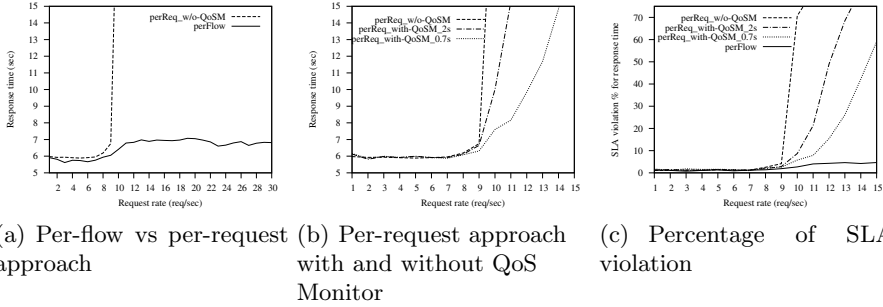 15
14
13
12
11
10
9
8
7
6
5
Response time (sec)
perReq_w/o-QoSM
perFlow
2 4 6 8 10 12 14 16 18 20 22 24 26 28 30
Request rate (req/sec)
15
14
13
12
11
10
9
8
7
6
5
Response time (sec)
perReq_w/o-QoSM
perReq_with-QoSM_2s
perReq_with-QoSM_0.7s
1 2 3 4 5 6 7 8 9 10 11 12 13 14 15
Request rate (req/sec)
70
60
50
40
30
20
10
0
SLA violation % for response time
perReq_w/o-QoSM
perReq_with-QoSM_2s
perReq_with-QoSM_0.7s
perFlow
1 2 3 4 5 6 7 8 9 10 11 12 13 14 15
Request rate (req/sec)
(a) Per-flow vs per-request
approach
(b) Per-request approach
with and without QoS
Monitor
(c) Percentage of SLA
violation